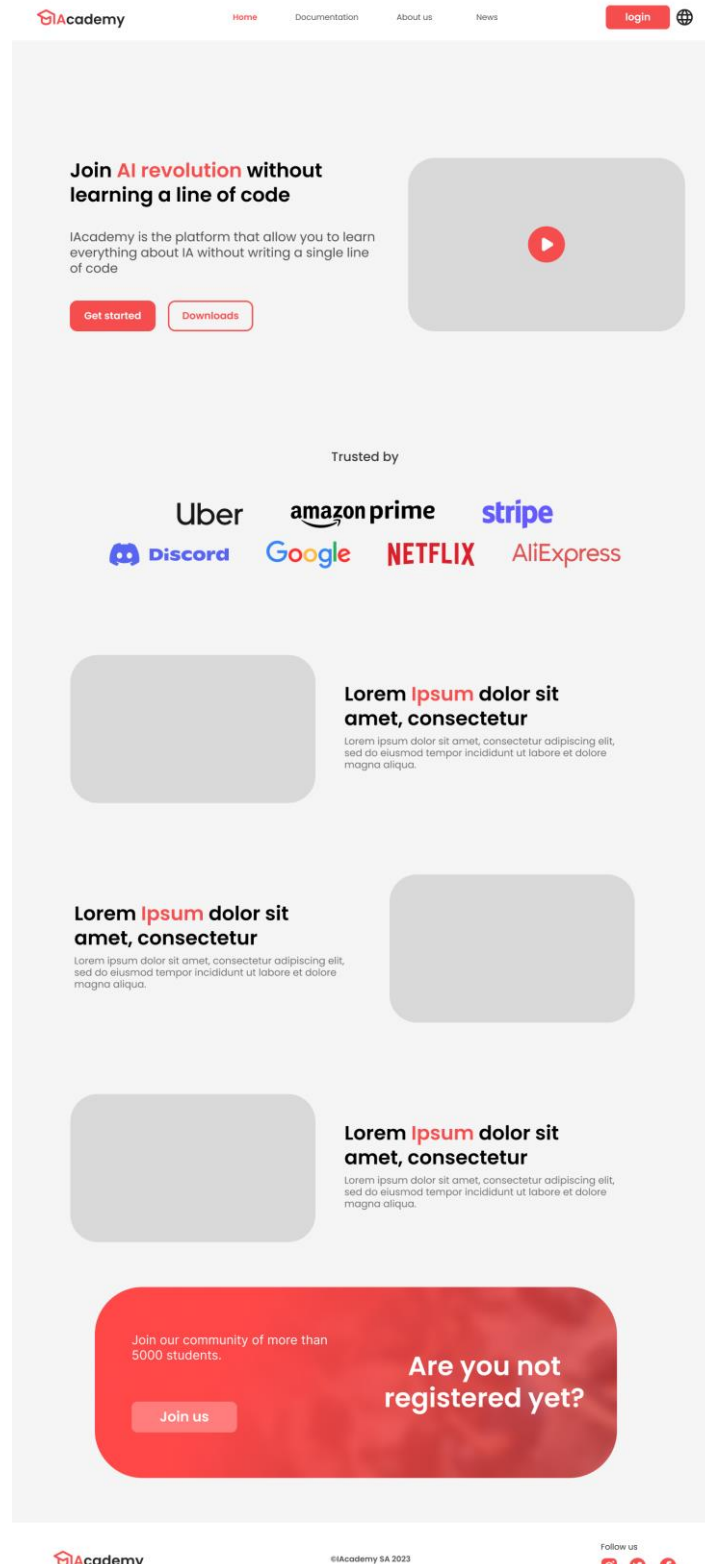 IAcademy
Home
Documentation
About us
News
login
Join AI revolution without
learning a line of code
IAcademy is the platform that allow you to learn
everything about IA without writing a single line
of code
Get started
Downloads
Trusted by
Uber
amazon prime
stripe
Discord
Google
NETFLIX
AliExpress
Lorem Ipsum dolor sit
amet, consectetur
Lorem ipsum dolor sit amet, consectetur adipiscing elit,
sed do eiusmod tempor incididunt ut labore et dolore
magna aliqua.
Lorem Ipsum dolor sit
amet, consectetur
Lorem ipsum dolor sit amet, consectetur adipiscing elit,
sed do eiusmod tempor incididunt ut labore et dolore
magna aliqua.
Lorem Ipsum dolor sit
amet, consectetur
Lorem ipsum dolor sit amet, consectetur adipiscing elit,
sed do eiusmod tempor incididunt ut labore et dolore
magna aliqua.
Join our community of more than
5000 students.
Join us
Are you not
registered yet?
IAcademy
©IAcademy SA 2023
Follow us